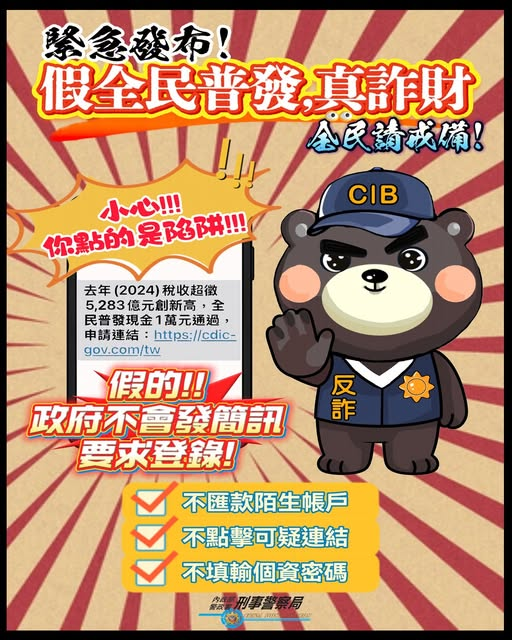 緊急發布!
假全民普發,真詐財
全民請戒備!
小心!!!
你點的是陷阱!!!
CIB
去年(2024)稅收超徵
5,283億元創新高,全
民普發現金1萬元通過,
申請連結:https://cdic-
gov.com/tw
反詐
假的!!
政府不會發簡訊
要求登錄!
不匯款陌生帳戶
不點擊可疑連結
不填輸個資密碼
內政部
警政署
刑事警察局